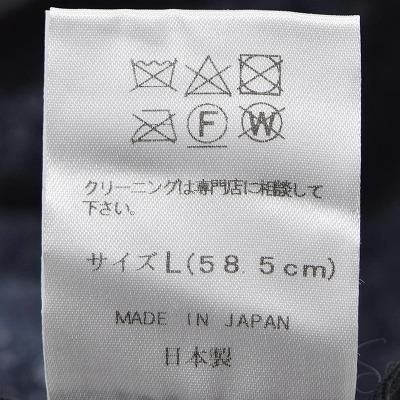 F W
クリーニングは専門店に相談して
下さい。
サイズL(58.5cm)
MADE IN JAPAN
日本製